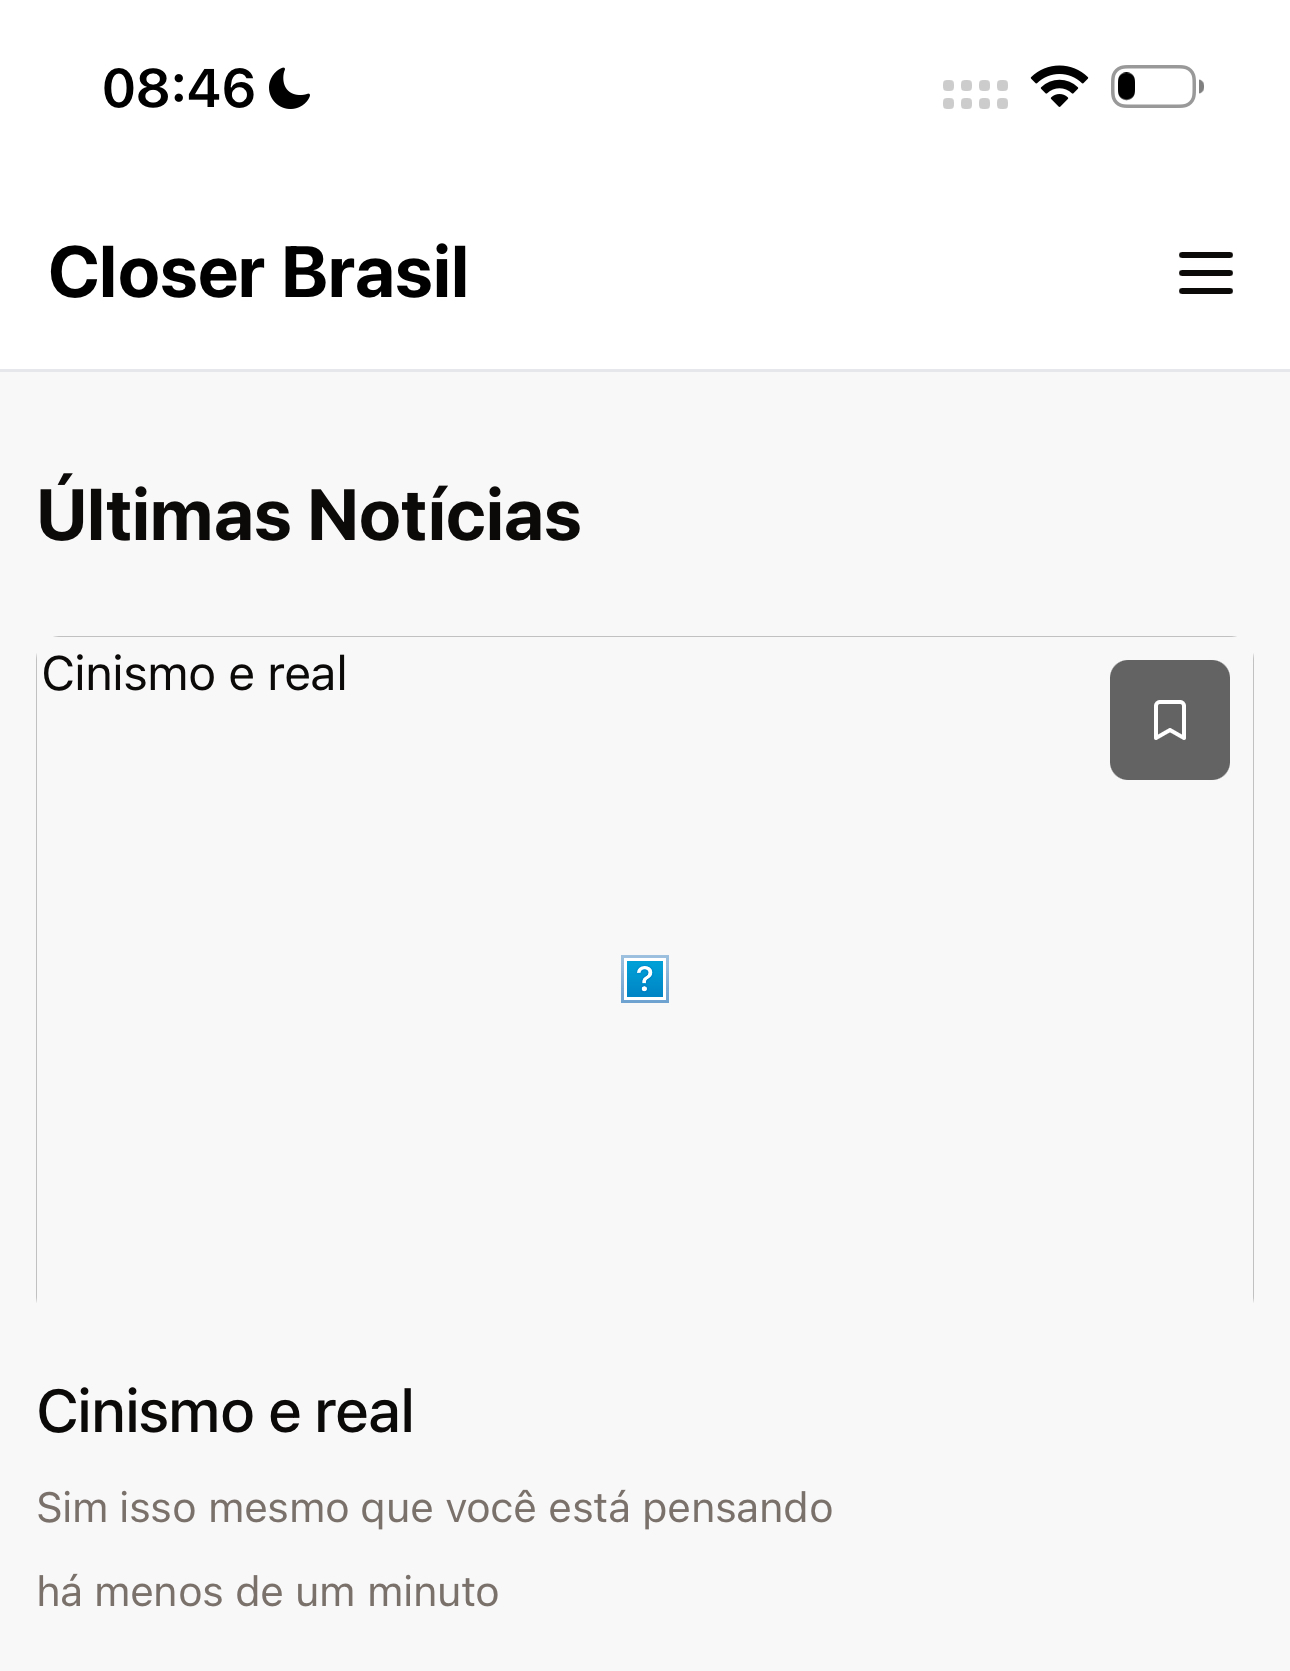 08:46
Closer Brasil
Últimas Notícias
Cinismo e real
?
Cinismo e real
Sim isso mesmo que você está pensando
há menos de um minuto